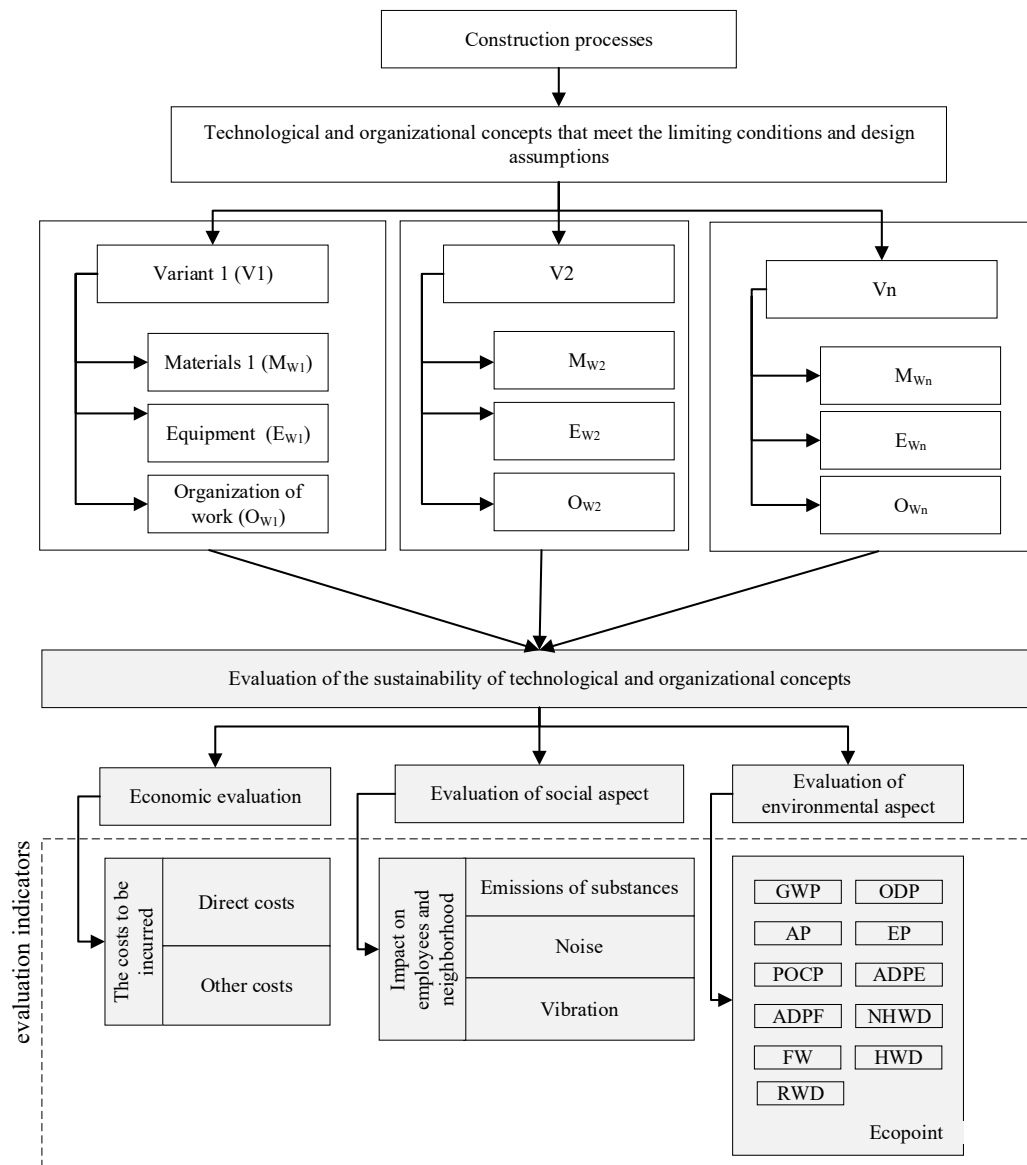 Construction processes
Technological and organizational concepts that meet the limiting conditions and design
assumptions
Variant 1 (V1)
Materials 1 (MW1)
Equipment (EW1)
Organization of
work (OW1)
V2
MW2
EW2
OW2
Vn
MWn
EWn
OWn
Evaluation of the sustainability of technological and organizational concepts
Economic evaluation
Evaluation of social aspect
Evaluation of
environmental aspect
evaluation indicators
The costs to be
incurred
Direct costs
Other costs
Impact on
employees and
neighborhood
Emissions of substances
Noise
Vibration
GWP
ODP
AP
EP
POCP
ADPE
ADPF
NHWD
FW
HWD
RWD
Ecopoint